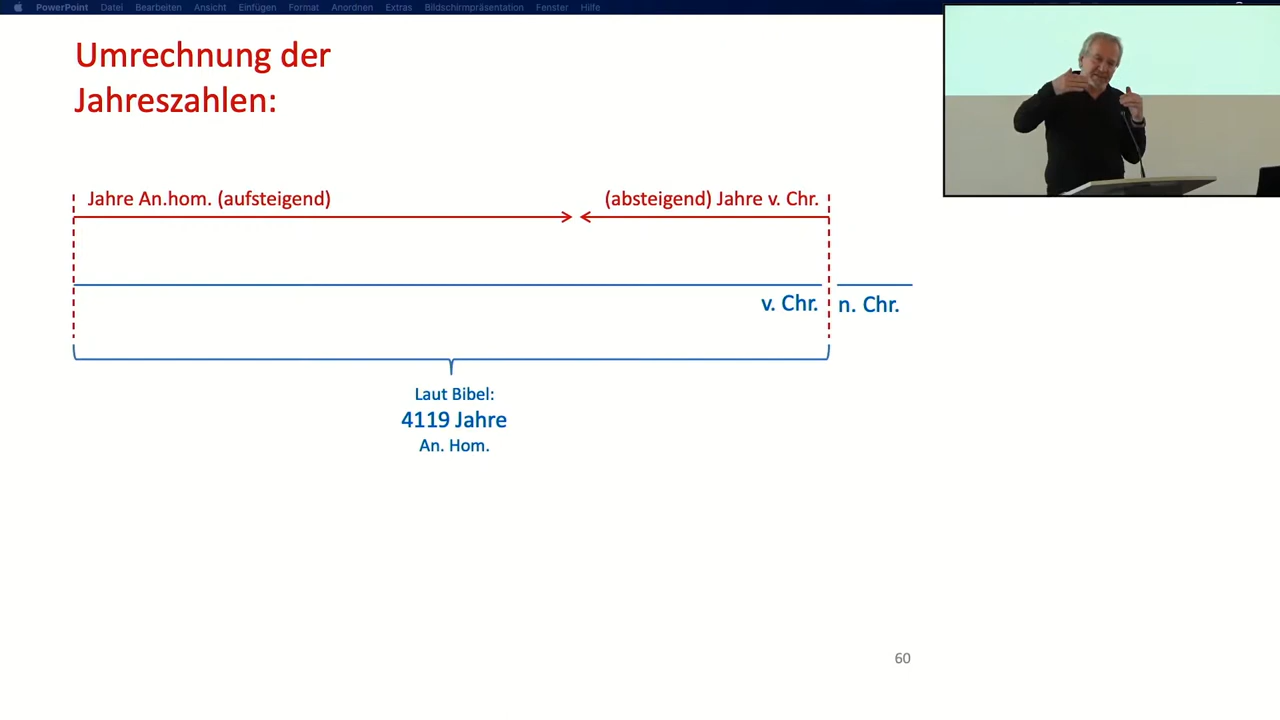 PowerPoint Datei Bearbeiten Ansicht Einfügen Format Anordnen Extras Bildschirmpräsentation Fenster Hilfe
Umrechnung der
Jahreszahlen:
Jahre An.hom. (aufsteigend)
(absteigend) Jahre v. Chr.
v. Chr.
n. Chr.
Laut Bibel:
4119 Jahre
An. Hom.
60